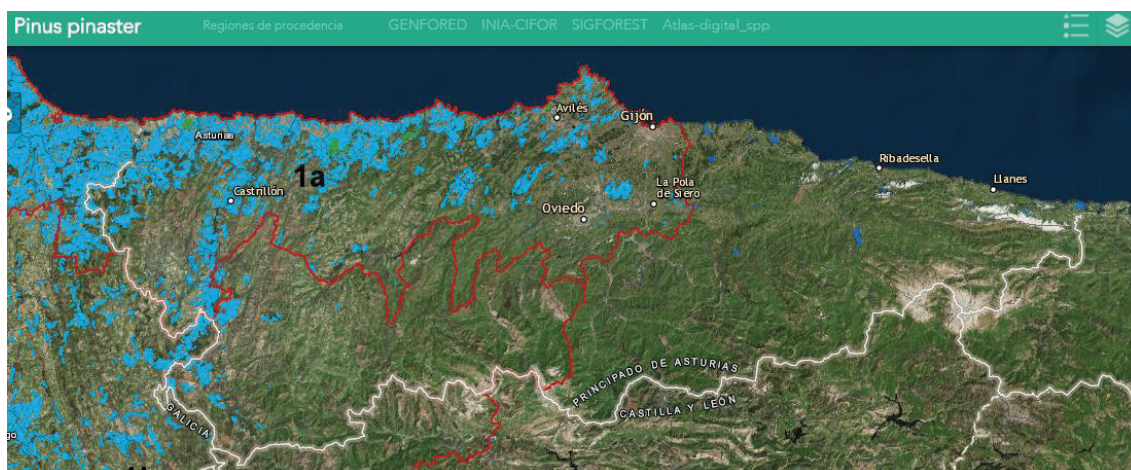 Pinus pinaster
Regiones de procedencia
GENFORED INIA-CIFOR SIGFOREST Atlas-digital_spp
Avilés
Gijón
Asturias
Ribadesella
1a
Castrillón
La Pola
de Siero
Llanes
Oviedo
PRINCIPADO DE ASTURIAS
CASTILLA Y LEÓN
GALICIA